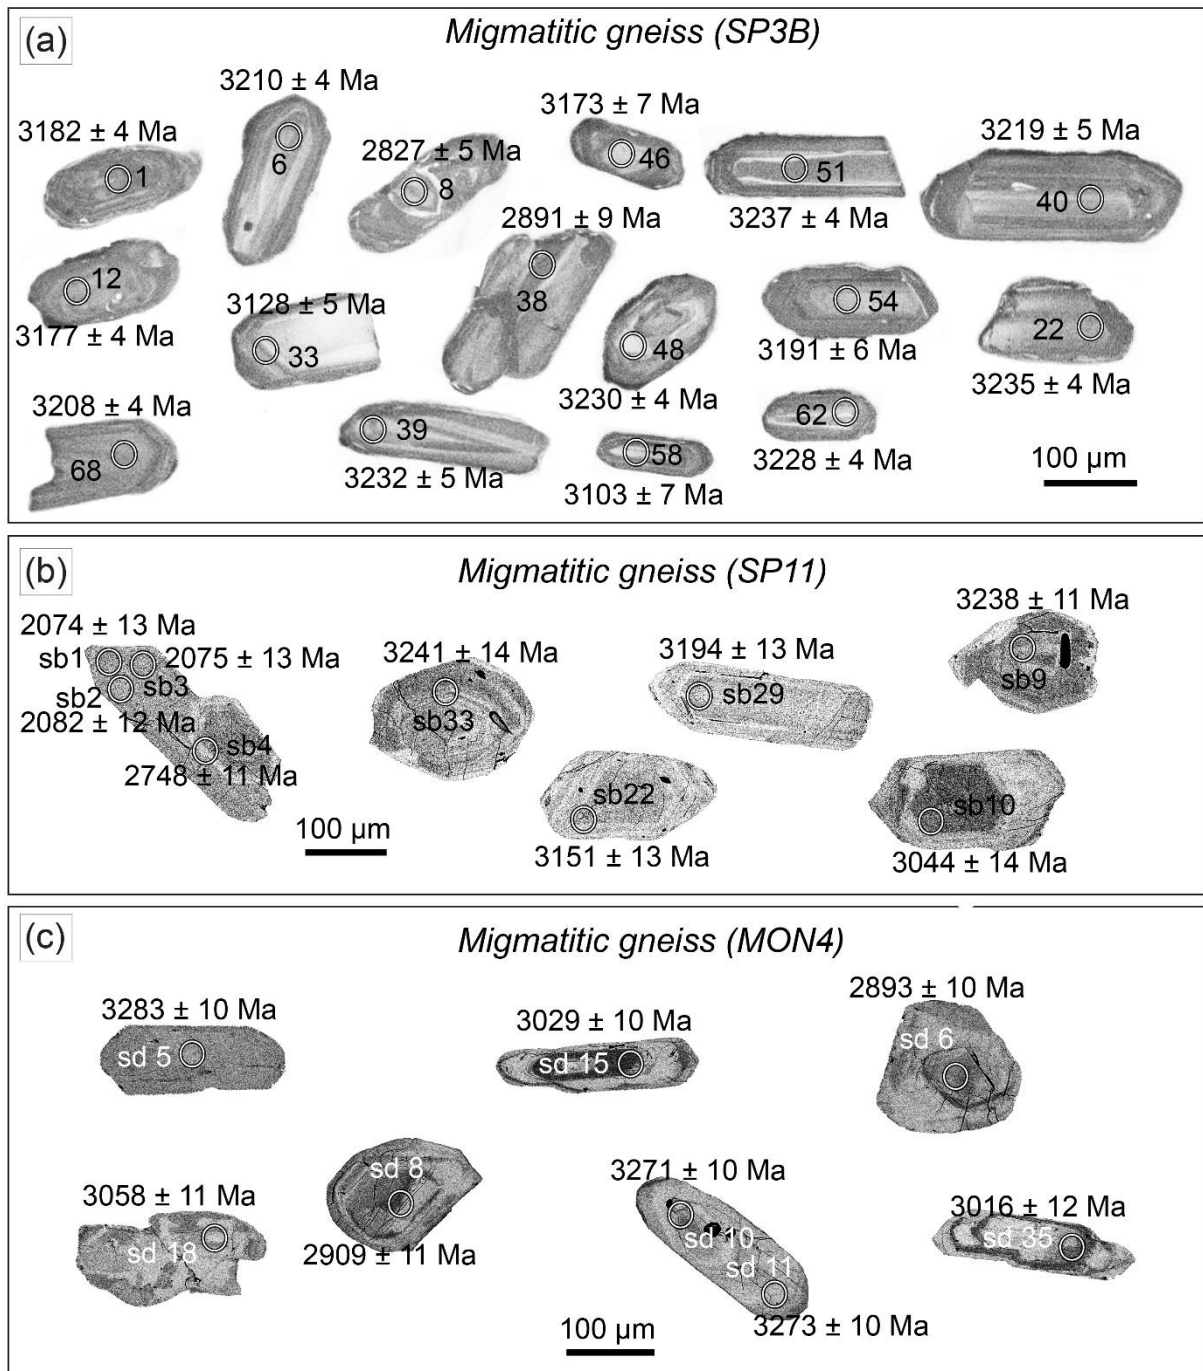 (a)
Migmatitic gneiss (SP3B)
3210 ± 4 Ma
3173 ± 7 Ma
3182 ± 4 Ma
3219 ± 5 Ma
2827 ± 5 Ma
1
6
8
46
51
40
3237 ± 4 Ma
2891 ± 9 Ma
12
3177 ± 4 Ma
3128 ± 5 Ma
33
38
48
54
22
3191 ± 6 Ma
3235 ± 4 Ma
3208 ± 4 Ma
3230 ± 4 Ma
68
39
62
3232 ± 5 Ma
58
3228 ± 4 Ma
3103 ± 7 Ma
100 µm
(b)
Migmatitic gneiss (SP11)
3238 ± 11 Ma
2074 ± 13 Ma
sb1
2075 ± 13 Ma
sb2
sb3
2082 ± 12 Ma
sb4
2748 ± 11 Ma
3241 ± 14 Ma
sb33
3194 ± 13 Ma
sb29
sb9
sb22
sb10
100 µm
3151 ± 13 Ma
3044 ± 14 Ma
(c)
Migmatitic gneiss (MON4)
3283 ± 10 Ma
sd 5
3029 ± 10 Ma
sd 15
2893 ± 10 Ma
sd 6
3058 ± 11 Ma
sd 18
sd 8
2909 ± 11 Ma
3271 ± 10 Ma
sd 10
sd 11
3273 ± 10 Ma
3016 ± 12 Ma
sd 35
100 µm